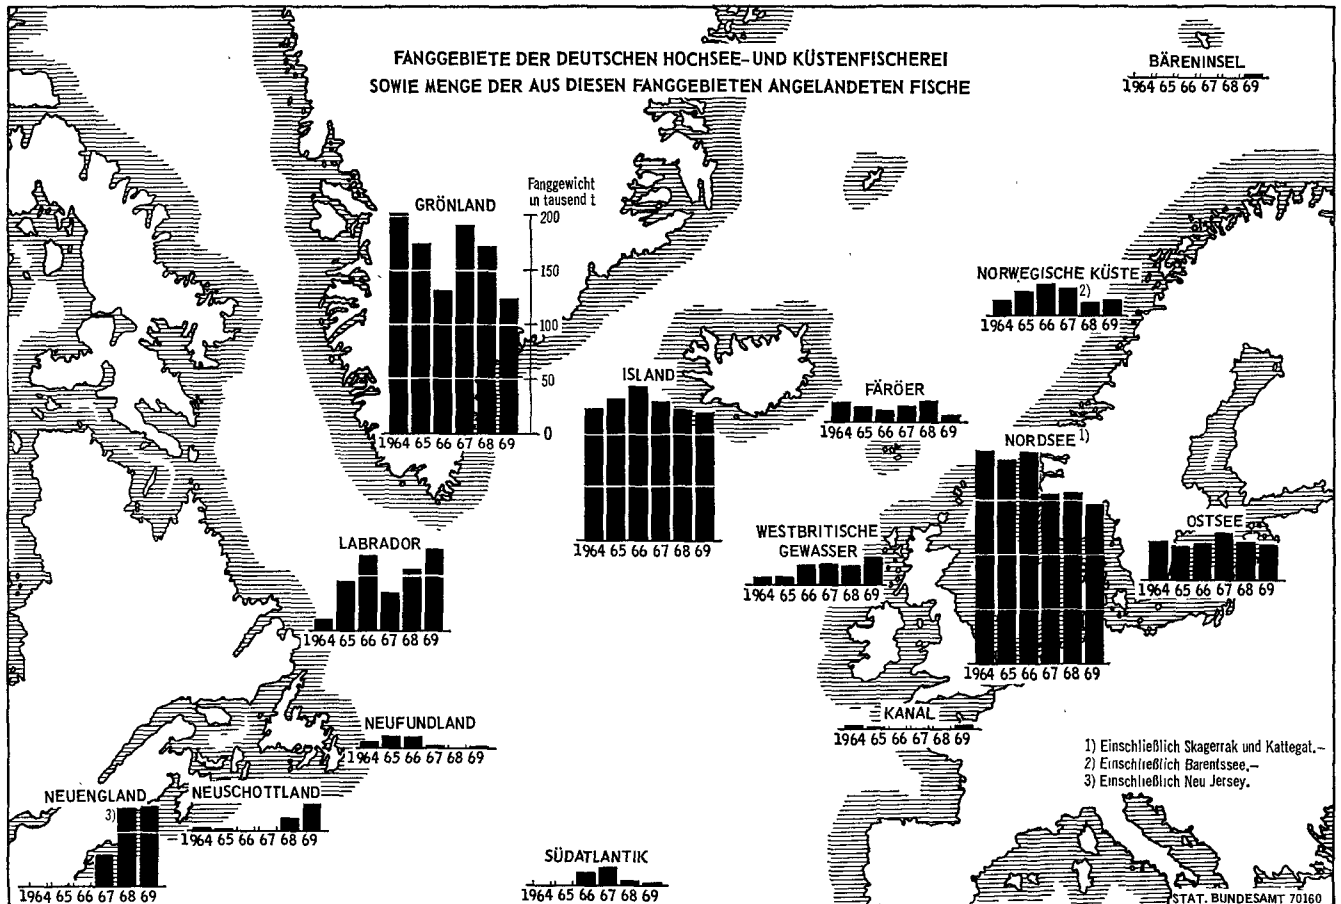 FANGGEBIETE DER DEUTSCHEN HOCHSEE-UND KÜSTENFISCHEREI
SOWIE MENGE DER AUS DIESEN FANGGEBIETEN ANGELANDETEN FISCHE
BÄRENINSEL
1964 65 66 67 68 69
Fanggewicht
in tausend t
GRÖNLAND
200
150
100
50
0
1964 65 66 67 68 69
NORWEGISCHE KÜSTE
2)
1964 65 66 67 68 69
ISLAND
1964 65 66 67 68 69
FÄRÖER
1964 65 66 67 68 69
NORDSEE 1)
1964 65 66 67 68 69
OSTSEE
1964 65 66 67 68 69
WESTBRITISCHE
GEWASSER
1964 65 66 67 68 69
LABRADOR
1964 65 66 67 68 69
KANAL
1964 65 66 67 68 69
NEUFUNDLAND
1964 65 66 67 68 69
NEUENGLAND
3)
1964 65 66 67 68 69
NEUSCHOTTLAND
1964 65 66 67 68 69
SÜDATLANTIK
1964 65 66 67 68 69
1) Einschließlich Skagerrak und Kattegat.–
2) Einschließlich Barentssee.–
3) Einschließlich Neu Jersey.
STAT. BUNDESAMT 70160